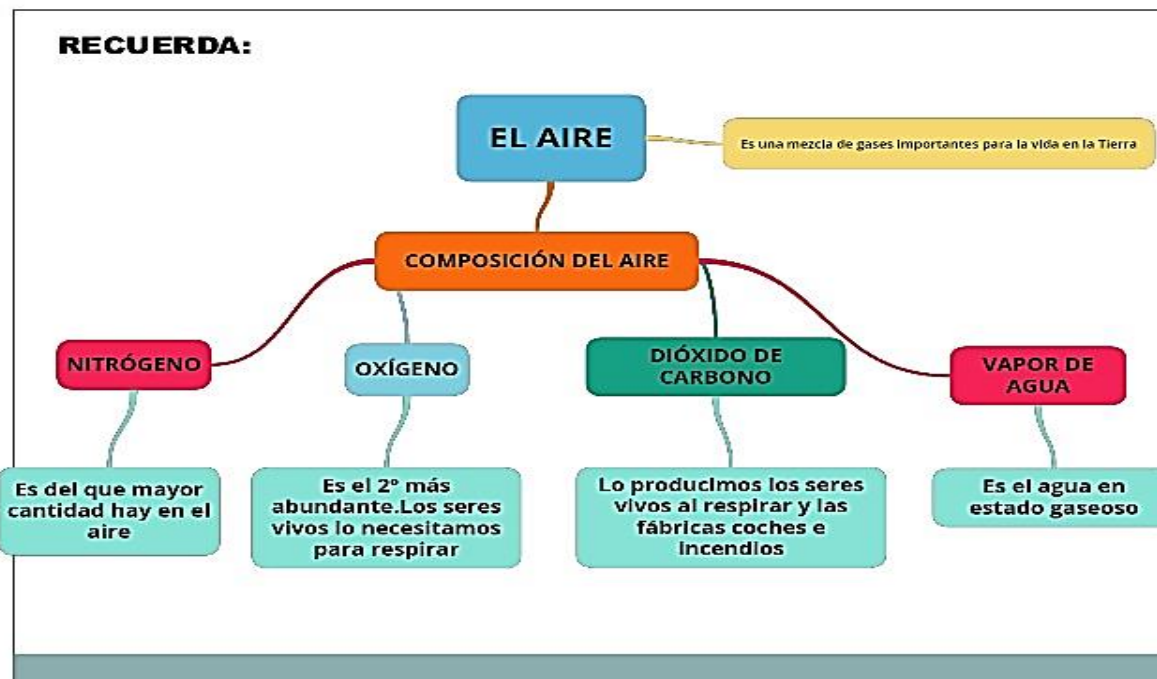 RECUERDA:
EL AIRE
Es una mezcla de gases importantes para la vida en la Tierra
COMPOSICIÓN DEL AIRE
NITRÓGENO
OXÍGENO
DIÓXIDO DE
CARBONO
VAPOR DE
AGUA
Es del que mayor
cantidad hay en el
aire
Es el 2º más
abundante.Los seres
vivos lo necesitamos
para respirar
Lo producimos los seres
vivos al respirar y las
fábricas coches e
incendios
Es el agua en
estado gaseoso